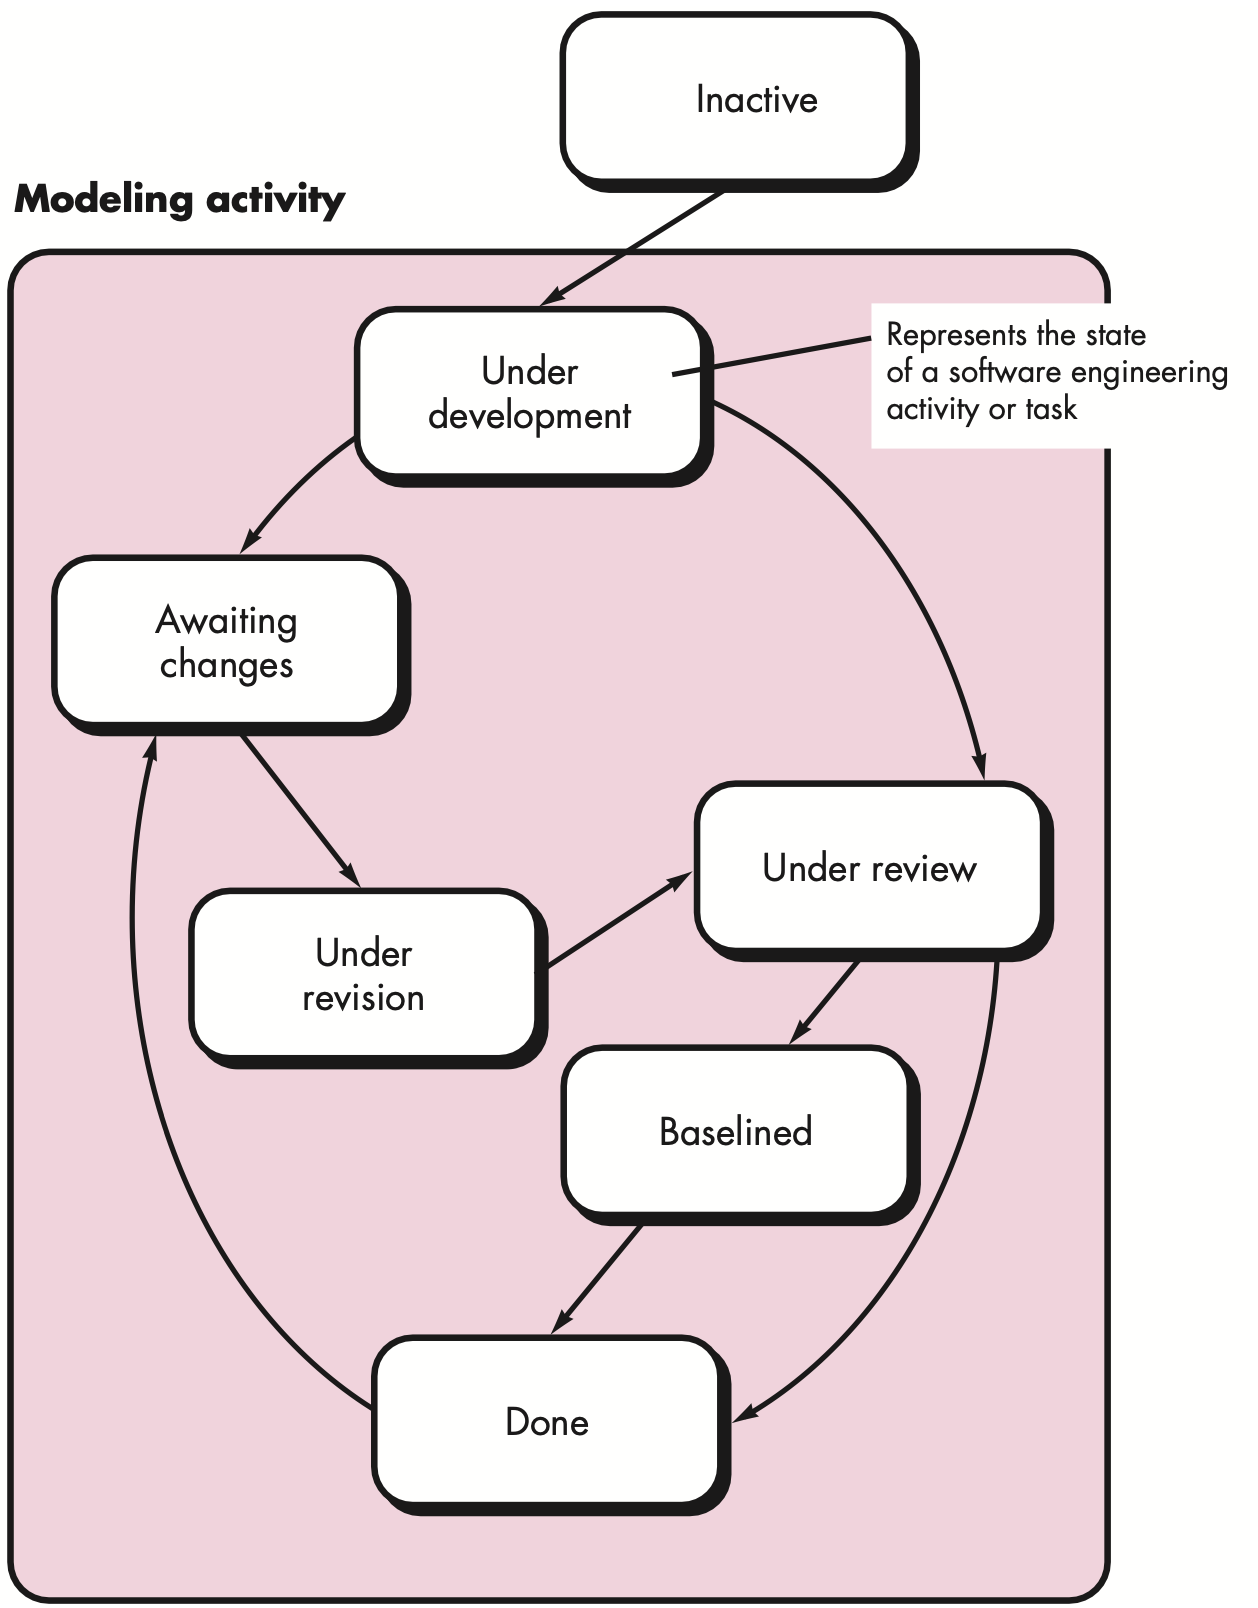 Inactive
Modeling activity
Under
development
Represents the state
of a software engineering
activity or task
Awaiting
changes
Under review
Under
revision
Baselined
Done